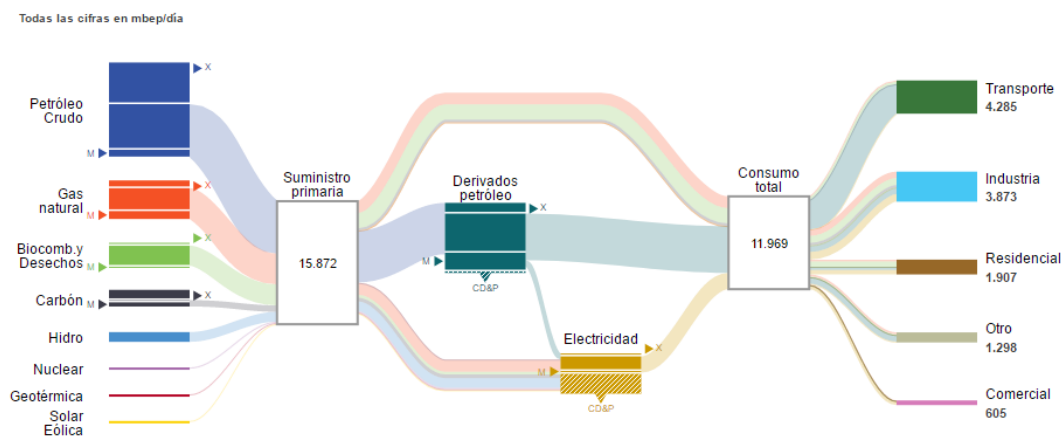 Todas las cifras en mbep/día
X
Petróleo
Crudo
M
X
Gas
natural
M
X
Biocomb.y
Desechos
M
Carbón
X
M
Hidro
Nuclear
Geotérmica
Solar
Eólica
Suministro
primaria
15.872
Derivados
petróleo
X
M
CD&P
Electricidad
X
M
CD&P
Consumo
total
11.969
Transporte
4.285
Industria
3.873
Residencial
1.907
Otro
1.298
Comercial
605